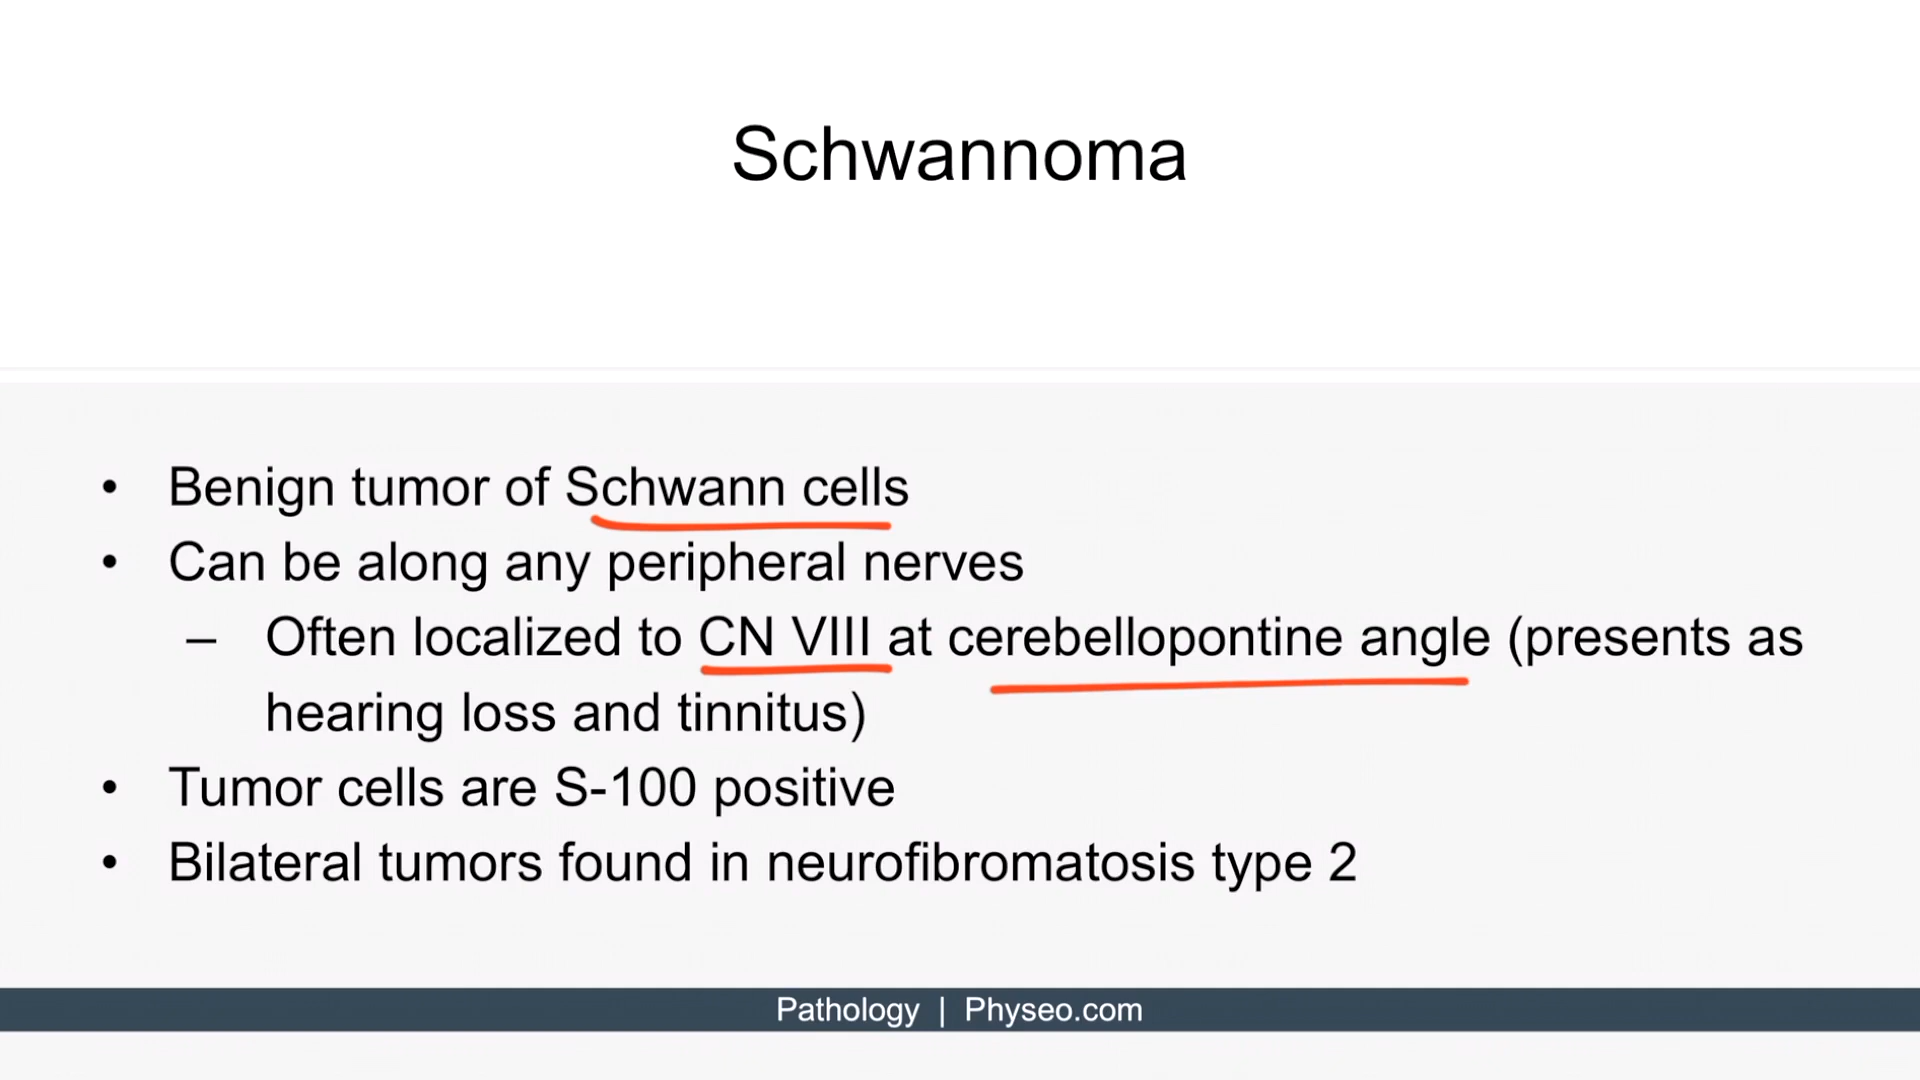 Schwannoma
• Benign tumor of Schwann cells
• Can be along any peripheral nerves
– Often localized to CN VIII at cerebellopontine angle (presents as
hearing loss and tinnitus)
• Tumor cells are S-100 positive
• Bilateral tumors found in neurofibromatosis type 2
Pathology | Physeo.com